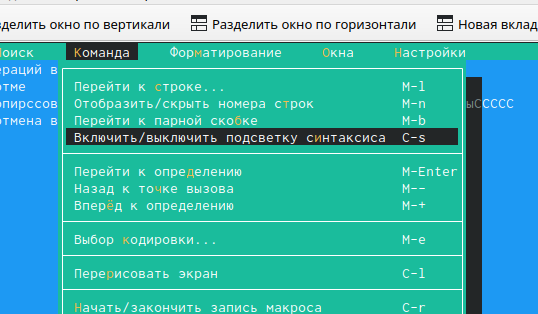 зделить окно по вертикали Разделить окно по горизонтали Новая вклад
оиск Команда Форматирование Окна Настройки
ераций в
Перейти к строке... M-l
отме
Отобразить/скрыть номера строк M-n
опирссов ыСССССС
Перейти к парной скобке M-b
отмена в
Включить/выключить подсветку синтаксиса C-s
Перейти к определению M-Enter
Назад к точке вызова M--
Вперёд к определению M-+
Выбор кодировки... M-e
Перерисовать экран C-l
Начать/закончить запись макроса C-r